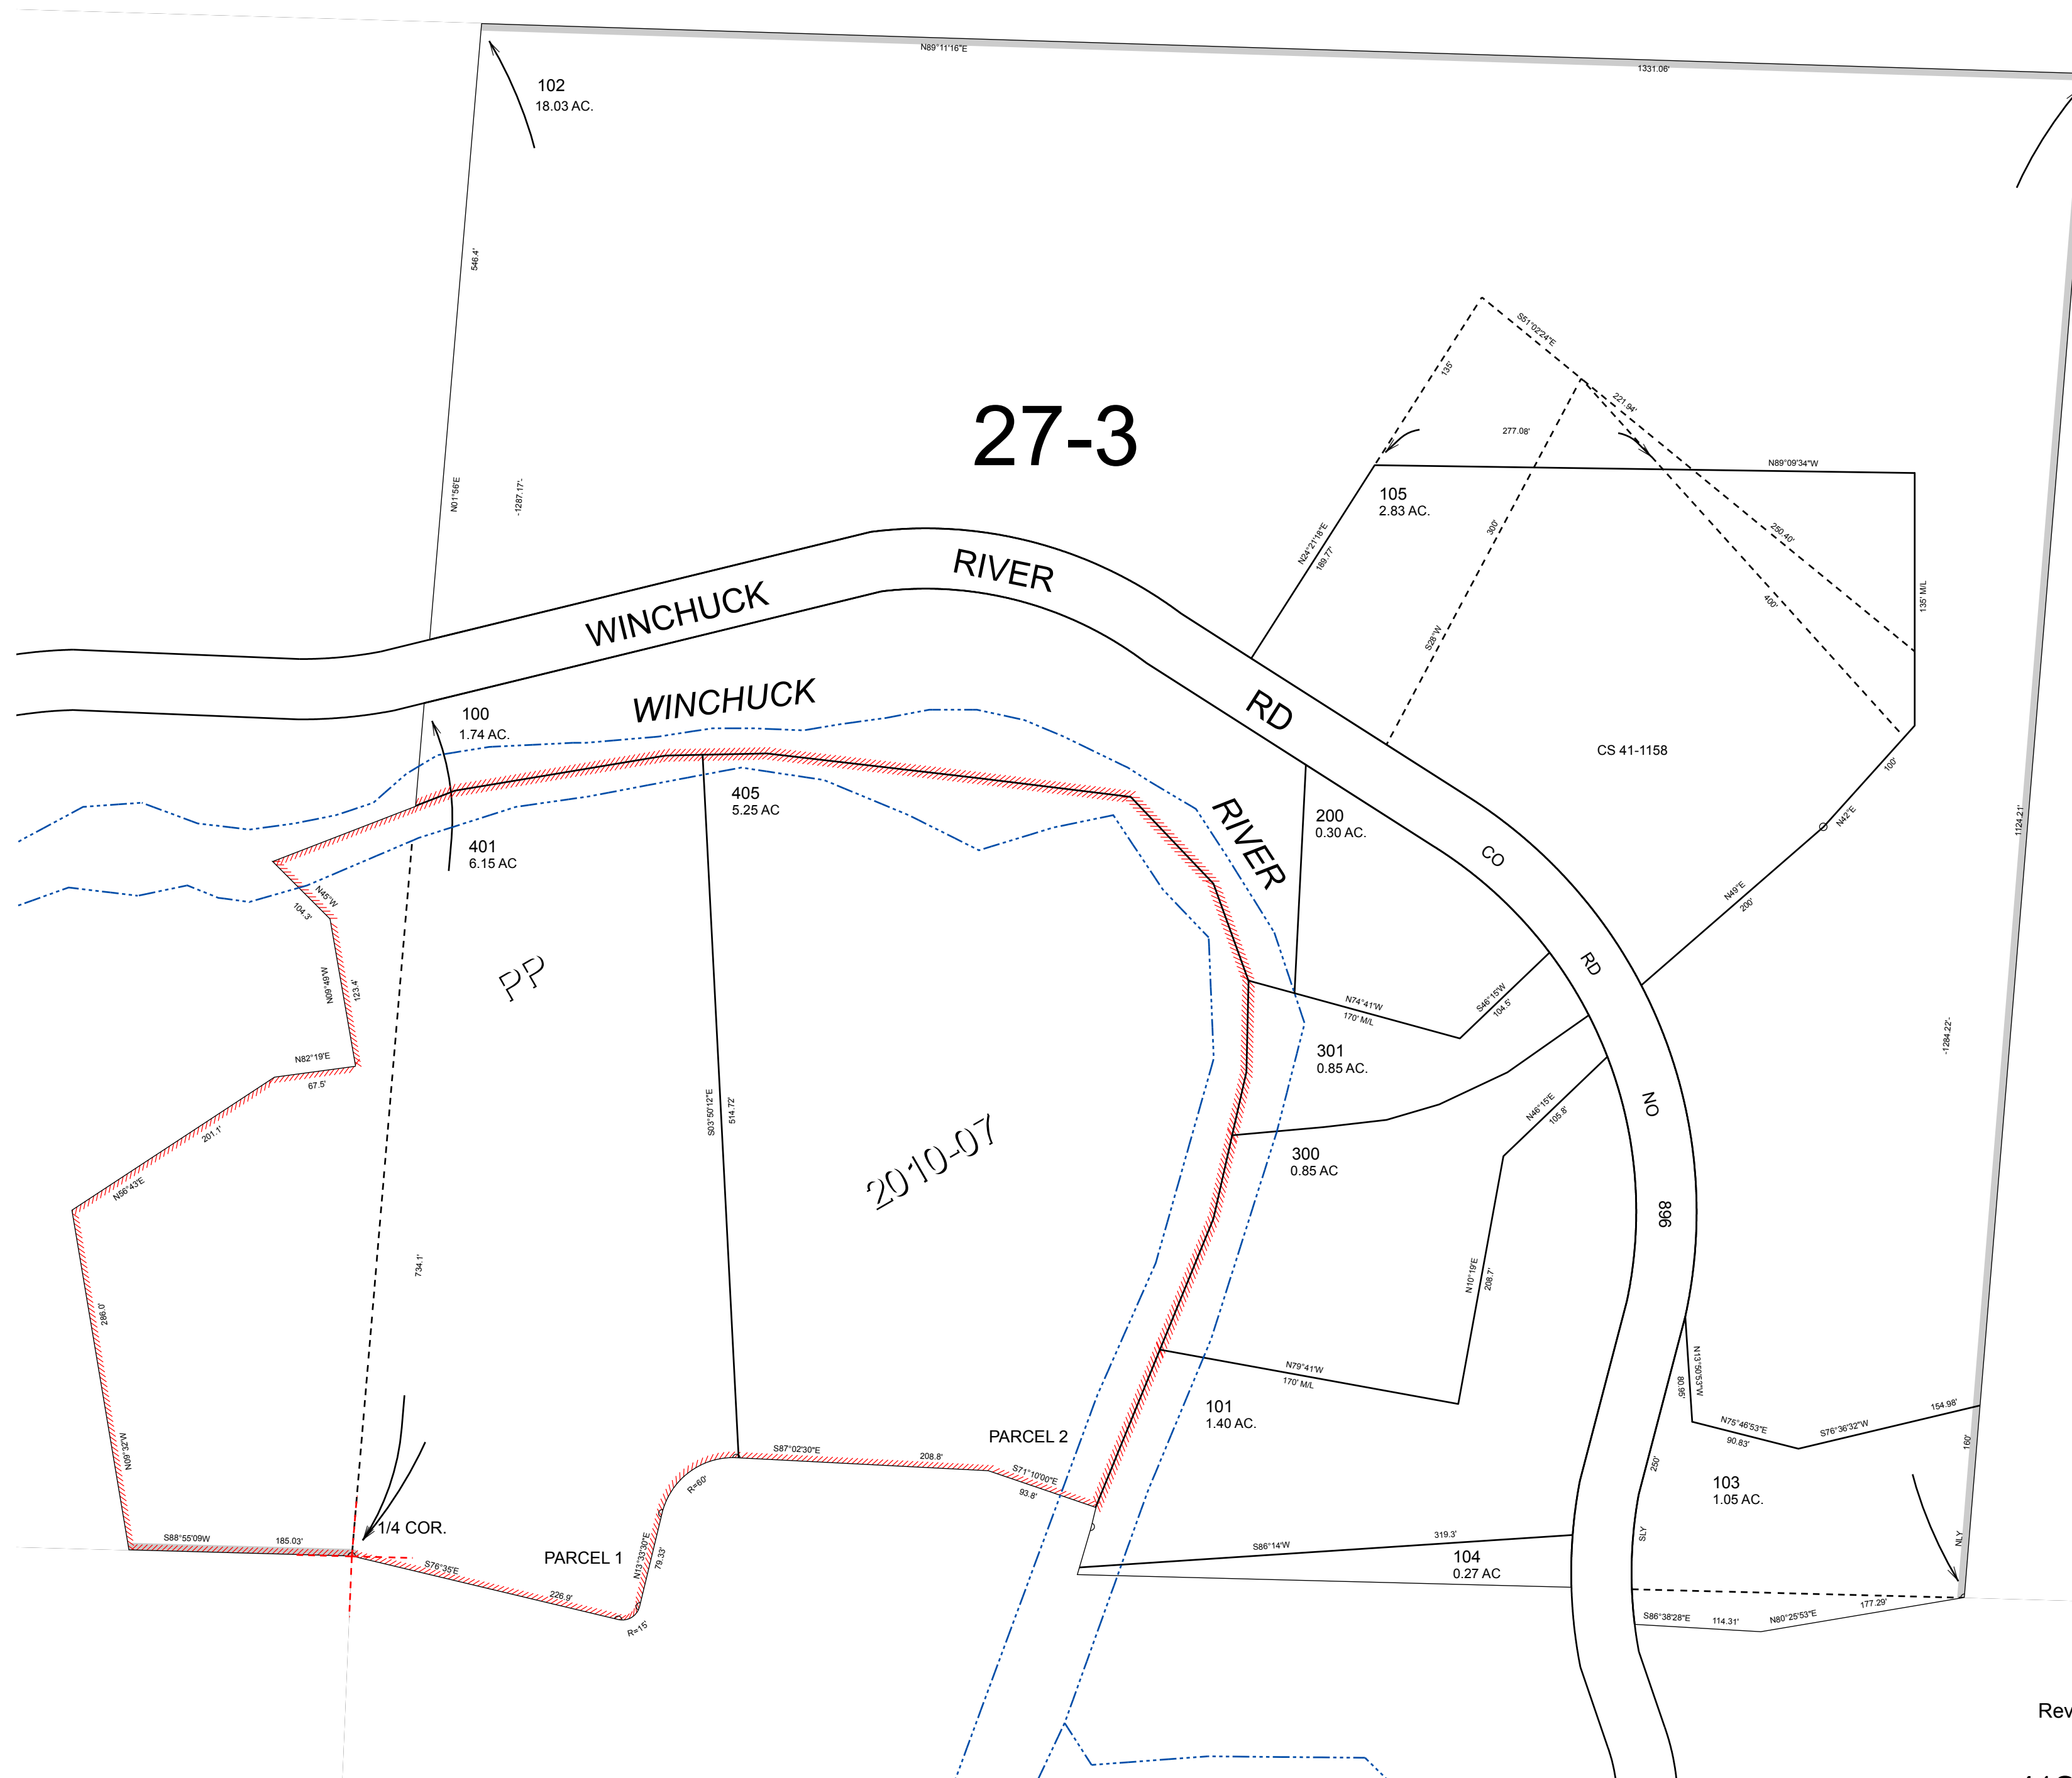 N89°11'16"E
1331.06'
102
18.03 AC.
546.4'
N01°56'E
-1287.17'-
27-3
S51°02'24"E
135'
221.94'
277.08'
N89°09'34"W
105
2.83 AC.
300'
250.40'
N24°21'18"E
189.77'
400'
135' M/L
S28°W
WINCHUCK
RIVER
RD
CO
RD
NO
896
WINCHUCK
RIVER
CS 41-1158
100'
N42°E
N49°E
200'
1124.21'
-1284.22'-
100
1.74 AC.
405
5.25 AC
401
6.15 AC
200
0.30 AC.
N45°W
104.3'
N09°49'W
123.4'
PP
N74°41'W
170' M/L
S46°15'W
104.5'
301
0.85 AC.
N82°19'E
67.5'
201.1'
N56°43'E
S03°50'12"E
514.72'
2010-07
N46°15'E
105.8'
300
0.85 AC
734.1'
286.0'
N09°32'W
N10°19'E
208.7'
N79°41'W
170' M/L
101
1.40 AC.
N13°50'53"W
80.95'
N75°46'53"E
90.83'
S76°36'32"W
154.98'
160'
250'
SLY
NLY
103
1.05 AC.
PARCEL 2
S87°02'30"E
208.8'
S71°10'00"E
93.8'
R=60'
1/4 COR.
S88°55'09W
185.03'
PARCEL 1
S76°35'E
226.9'
N13°33'30"E
79.33'
R=15'
319.3'
S86°14'W
104
0.27 AC
S86°38'28"E
114.31'
N80°25'53"E
177.29'
Rev